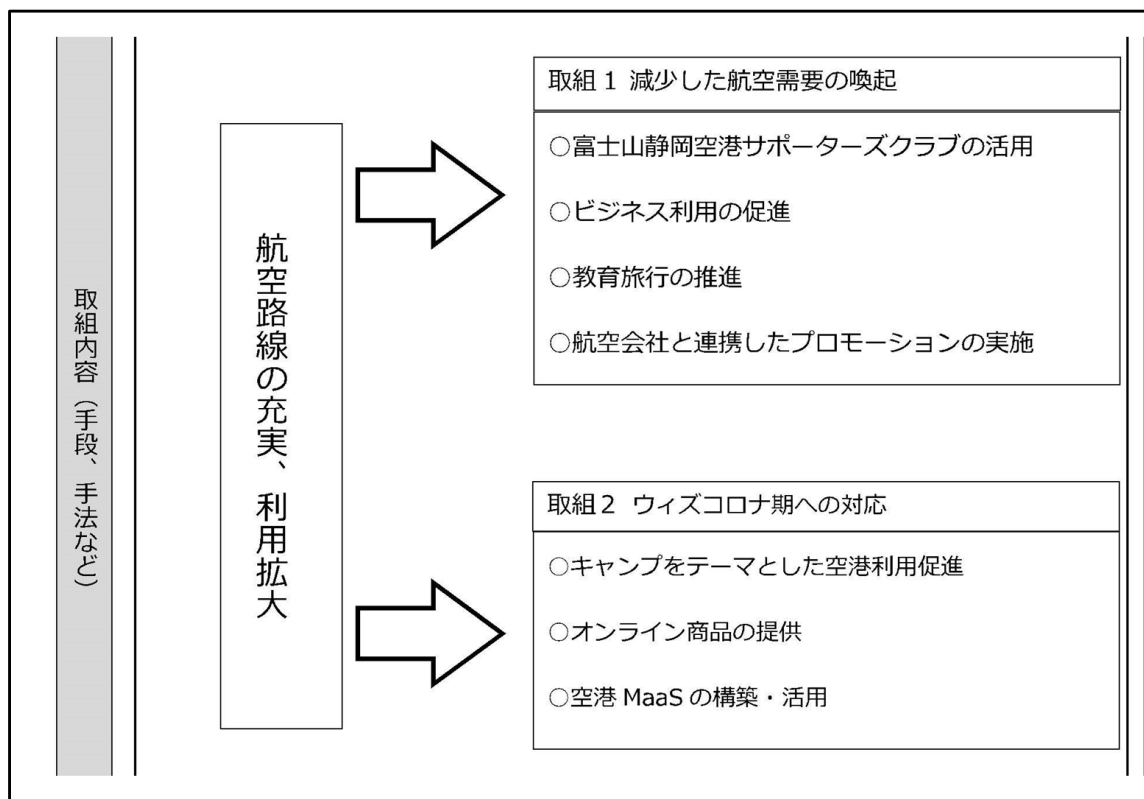 取組内容（手段、手法など）
航空路線の充実、利用拡大
取組１ 減少した航空需要の喚起
○富士山静岡空港サポーターズクラブの活用
○ビジネス利用の促進
○教育旅行の推進
○航空会社と連携したプロモーションの実施
取組２ ウィズコロナ期への対応
○キャンプをテーマとした空港利用促進
○オンライン商品の提供
○空港 MaaS の構築・活用